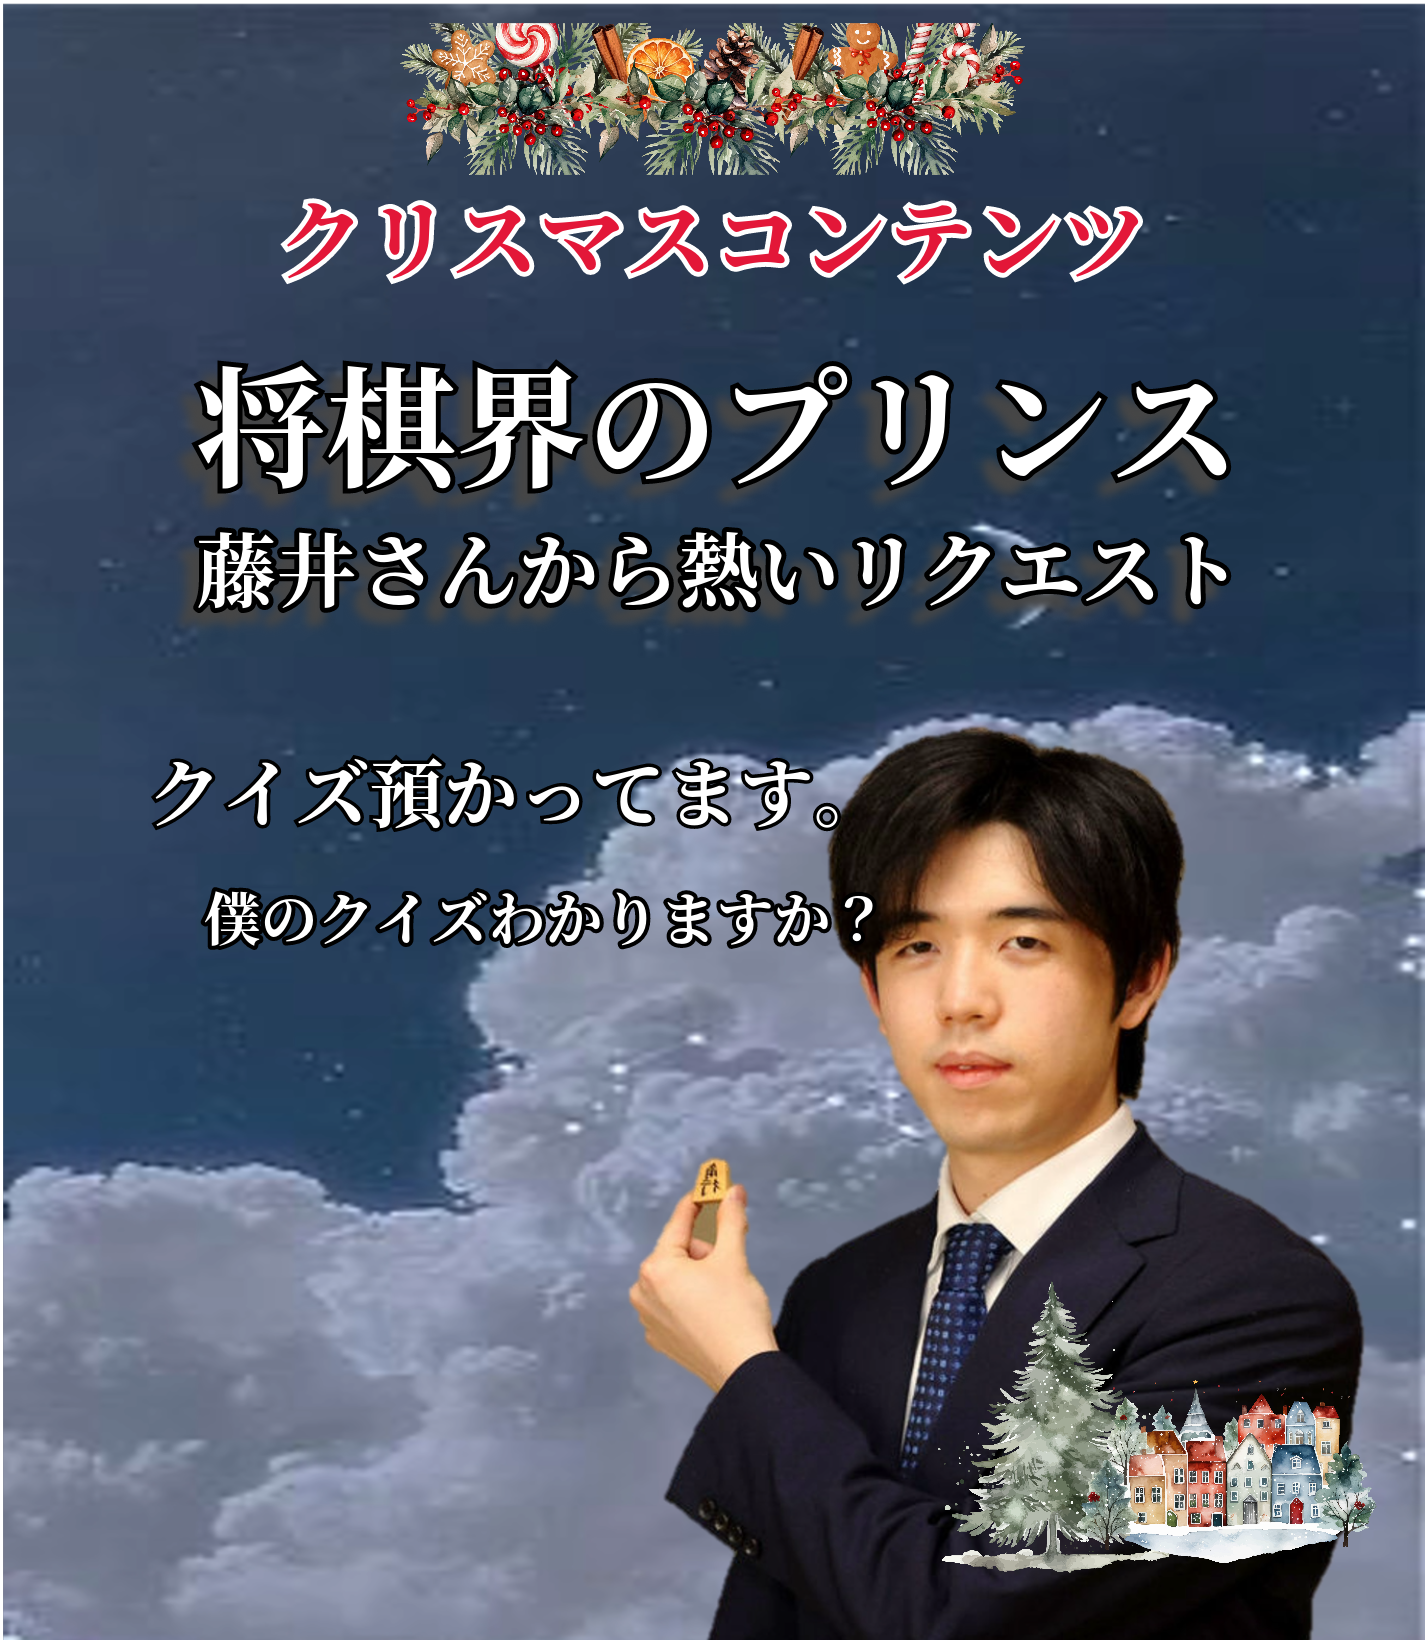 クリスマスコンテンツ
将棋界のプリンス
藤井さんから熱いリクエスト
クイズ預かってます。
僕のクイズわかりますか？